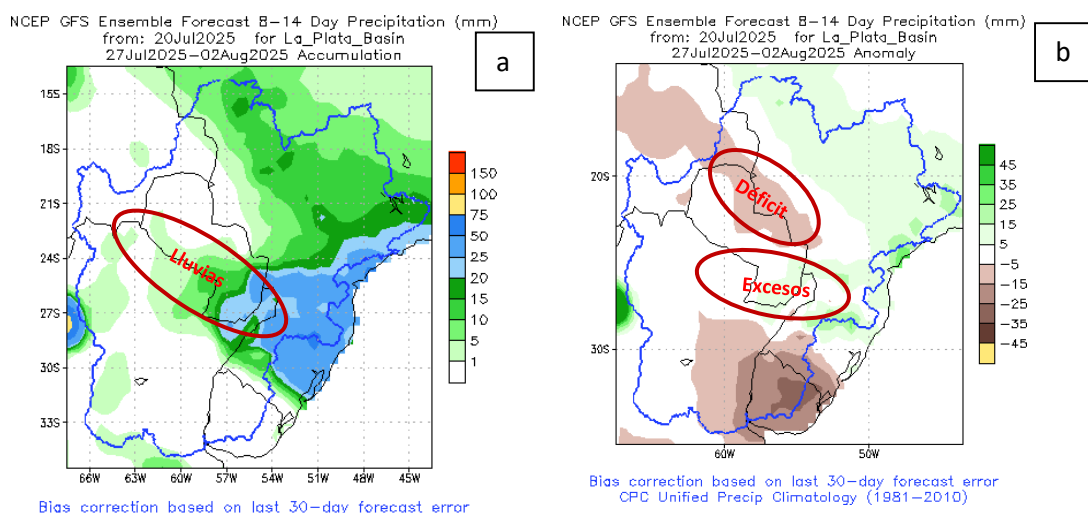 NCEP GFS Ensemble Forecast 8-14 Day Precipitation (mm)
from: 20Jul2025 for La_Plata_Basin
27Jul2025-02Aug2025 Accumulation
a
15S
18S
21S
24S
27S
30S
33S
66W
63W
60W
57W
54W
51W
48W
45W
Lluvias
150
100
75
50
25
20
15
10
5
1
Bias correction based on last 30-day forecast error
NCEP GFS Ensemble Forecast 8-14 Day Precipitation (mm)
from: 20Jul2025 for La_Plata_Basin
27Jul2025-02Aug2025 Anomaly
b
20S
30S
60W
50W
Déficit
Excesos
45
35
25
15
5
-5
-15
-25
-35
-45
Bias correction based on last 30-day forecast error
CPC Unified Precip Climatology (1981-2010)